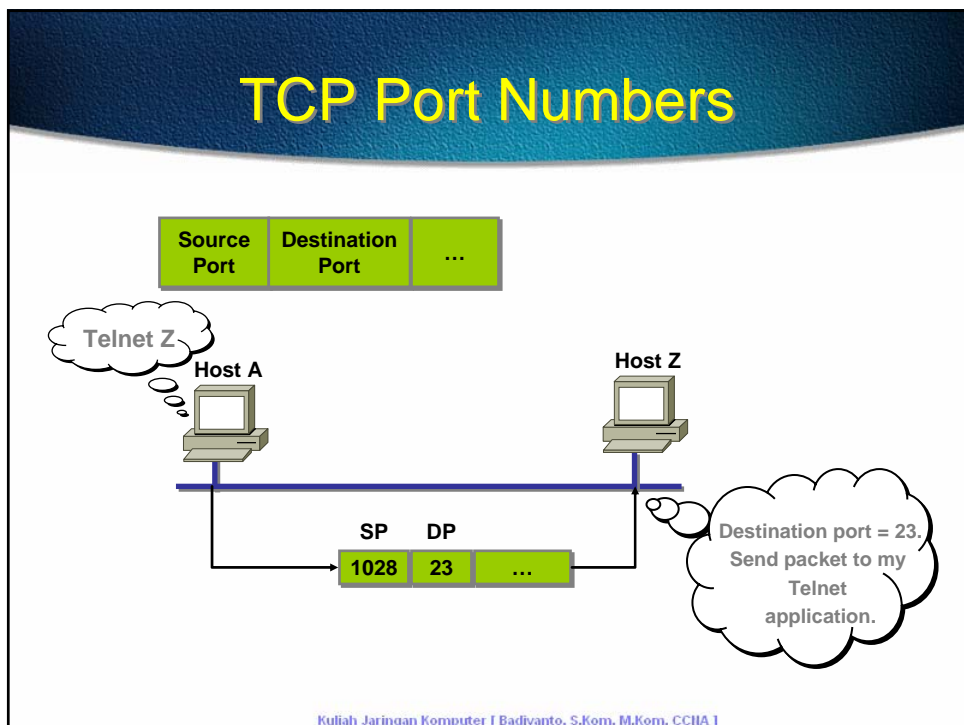 TCP Port Numbers
Source
Port
Destination
Port
...
Telnet Z
Host A
Host Z
SP DP
1028 23 ...
Destination port = 23.
Send packet to my
Telnet
application.
Kuliah Jaringan Komputer [ Badiyanto, S.Kom, M.Kom, CCNA ]